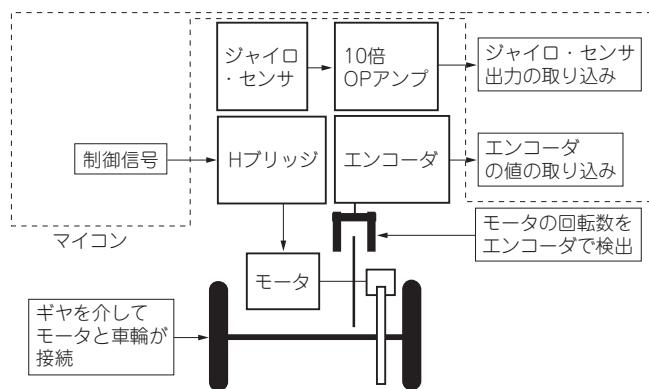 ジャイロ
・センサ
10倍
OPアンプ
ジャイロ・センサ
出力の取り込み
制御信号
Hブリッジ
エンコーダ
エンコーダ
の値の取り込み
マイコン
モータの回転数を
エンコーダで検出
モータ
ギヤを介して
モータと車輪が
接続